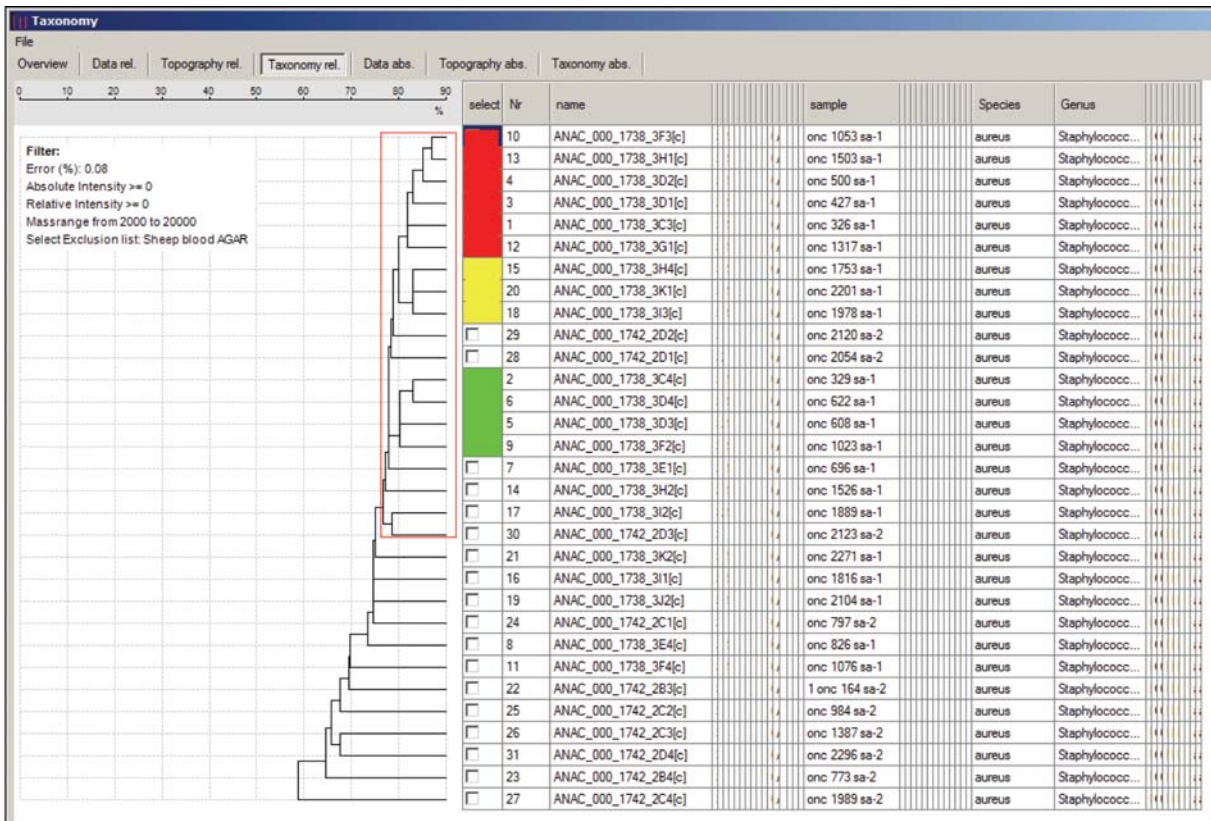 Taxonomy
File
Overview Data rel. Topography rel. Taxonomy rel. Data abs. Topography abs. Taxonomy abs.
0 10 20 30 40 50 60 70 80 90
%
select Nr name sample Species Genus
Filter:
Error (%): 0.08
Absolute Intensity >= 0
Relative Intensity >= 0
Massrange from 2000 to 20000
Select Exclusion list: Sheep blood AGAR
10 ANAC_000_1738_3F3[c] onc 1053 sa-1 aureus Staphylococc...
13 ANAC_000_1738_3H1[c] onc 1503 sa-1 aureus Staphylococc...
4 ANAC_000_1738_3D2[c] onc 500 sa-1 aureus Staphylococc...
3 ANAC_000_1738_3D1[c] onc 427 sa-1 aureus Staphylococc...
1 ANAC_000_1738_3C3[c] onc 326 sa-1 aureus Staphylococc...
12 ANAC_000_1738_3G1[c] onc 1317 sa-1 aureus Staphylococc...
15 ANAC_000_1738_3H4[c] onc 1753 sa-1 aureus Staphylococc...
20 ANAC_000_1738_3K1[c] onc 2201 sa-1 aureus Staphylococc...
18 ANAC_000_1738_3I3[c] onc 1978 sa-1 aureus Staphylococc...
29 ANAC_000_1742_2D2[c] onc 2120 sa-2 aureus Staphylococc...
28 ANAC_000_1742_2D1[c] onc 2054 sa-2 aureus Staphylococc...
2 ANAC_000_1738_3C4[c] onc 329 sa-1 aureus Staphylococc...
6 ANAC_000_1738_3D4[c] onc 622 sa-1 aureus Staphylococc...
5 ANAC_000_1738_3D3[c] onc 608 sa-1 aureus Staphylococc...
9 ANAC_000_1738_3F2[c] onc 1023 sa-1 aureus Staphylococc...
7 ANAC_000_1738_3E1[c] onc 696 sa-1 aureus Staphylococc...
14 ANAC_000_1738_3H2[c] onc 1526 sa-1 aureus Staphylococc...
17 ANAC_000_1738_3I2[c] onc 1889 sa-1 aureus Staphylococc...
30 ANAC_000_1742_2D3[c] onc 2123 sa-2 aureus Staphylococc...
21 ANAC_000_1738_3K2[c] onc 2271 sa-1 aureus Staphylococc...
16 ANAC_000_1738_3I1[c] onc 1816 sa-1 aureus Staphylococc...
19 ANAC_000_1738_3J2[c] onc 2104 sa-1 aureus Staphylococc...
24 ANAC_000_1742_2C1[c] onc 797 sa-2 aureus Staphylococc...
8 ANAC_000_1738_3E4[c] onc 826 sa-1 aureus Staphylococc...
11 ANAC_000_1738_3F4[c] onc 1076 sa-1 aureus Staphylococc...
22 ANAC_000_1742_2B3[c] 1 onc 164 sa-2 aureus Staphylococc...
25 ANAC_000_1742_2C2[c] onc 984 sa-2 aureus Staphylococc...
26 ANAC_000_1742_2C3[c] onc 1387 sa-2 aureus Staphylococc...
31 ANAC_000_1742_2D4[c] onc 2296 sa-2 aureus Staphylococc...
23 ANAC_000_1742_2B4[c] onc 773 sa-2 aureus Staphylococc...
27 ANAC_000_1742_2C4[c] onc 1989 sa-2 aureus Staphylococc...